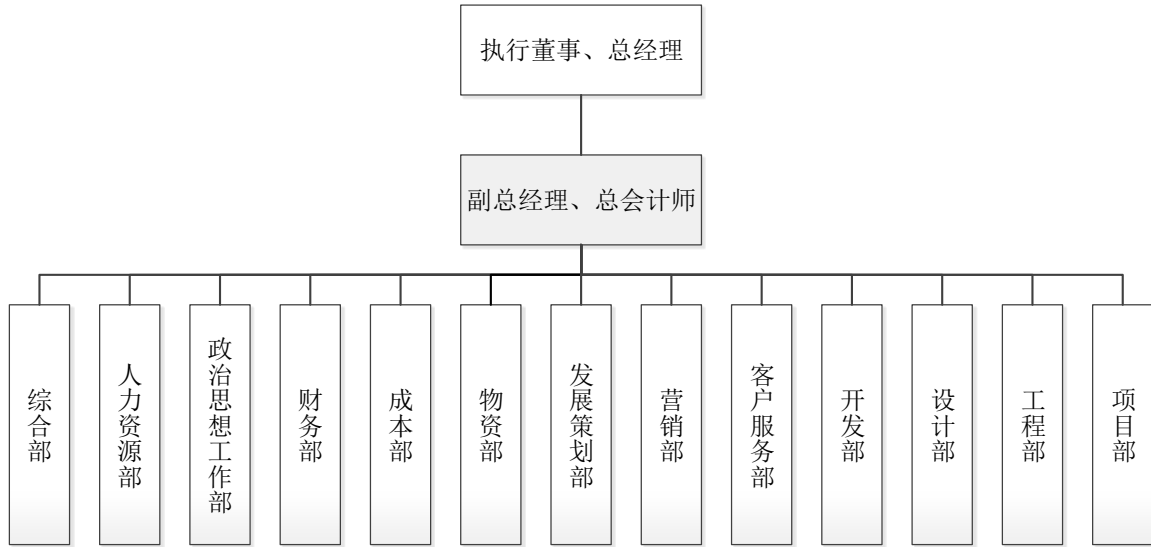 执行董事、总经理
副总经理、总会计师
综合部
人力资源部
政治思想工作部
财务部
成本部
物资部
发展策划部
营销部
客户服务部
开发部
设计部
工程部
项目部